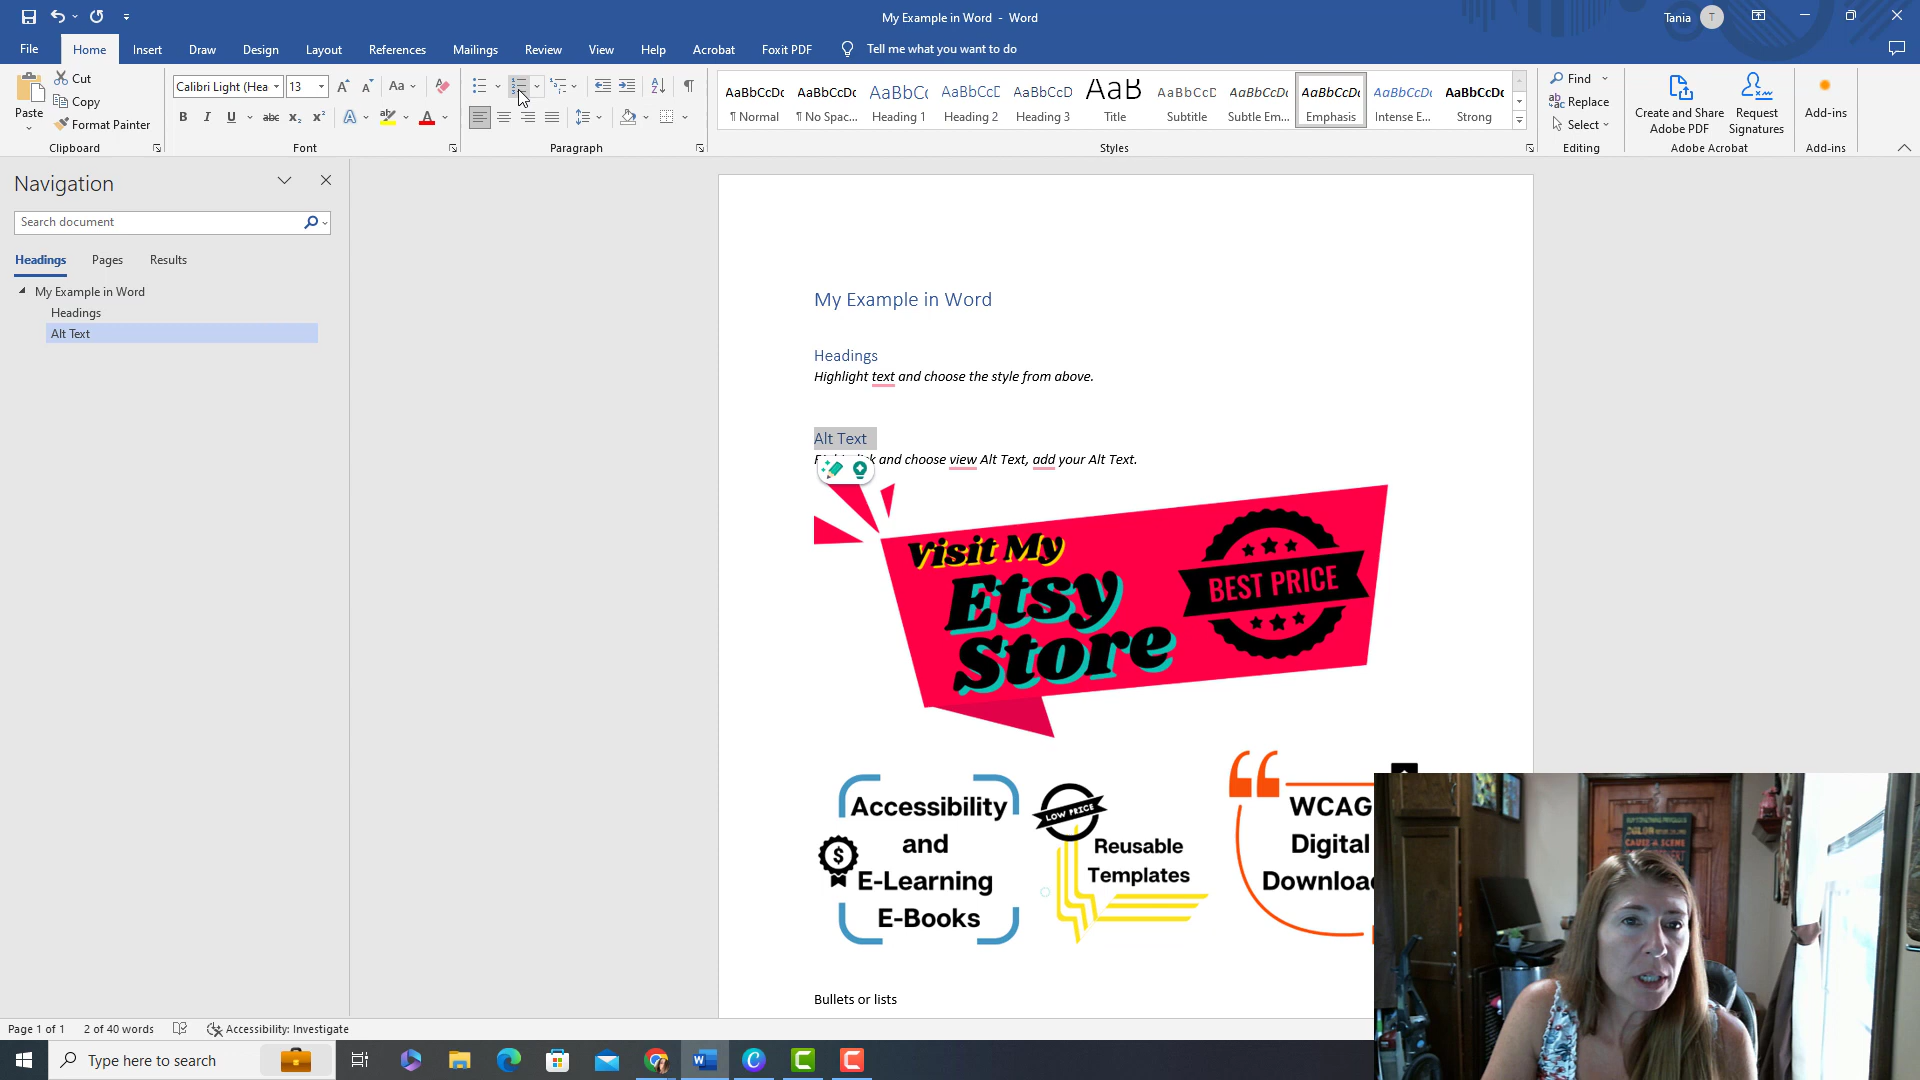 My Example in Word - Word
Tania
T
File
Home
Insert
Draw
Design
Layout
References
Mailings
Review
View
Help
Acrobat
Foxit PDF
Tell me what you want to do
Paste
Cut
Copy
Format Painter
Clipboard
Calibri Light (Hea
13
Font
Paragraph
AaBbCcDc
¶ Normal
AaBbCcDc
¶ No Spac...
AaBbCc
Heading 1
AaBbCcD
Heading 2
AaBbCcD
Heading 3
AaB
Title
AaBbCcD
Subtitle
AaBbCcDc
Subtle Em...
AaBbCcDc
Emphasis
AaBbCcDc
Intense E...
AaBbCcDc
Strong
Styles
Find
Replace
Select
Editing
Create and Share
Adobe PDF
Request
Signatures
Adobe Acrobat
Add-ins
Add-ins
Navigation
Search document
Headings
Pages
Results
My Example in Word
Headings
Alt Text
My Example in Word
Headings
Highlight text and choose the style from above.
Alt Text
and choose view Alt Text, add your Alt Text.
Visit My
Etsy
Store
BEST PRICE
Accessibility
and
E-Learning
E-Books
LOW PRICE
Reusable
Templates
WCAG
Digital
Downloa
Bullets or lists
Page 1 of 1
2 of 40 words
Accessibility: Investigate
Type here to search